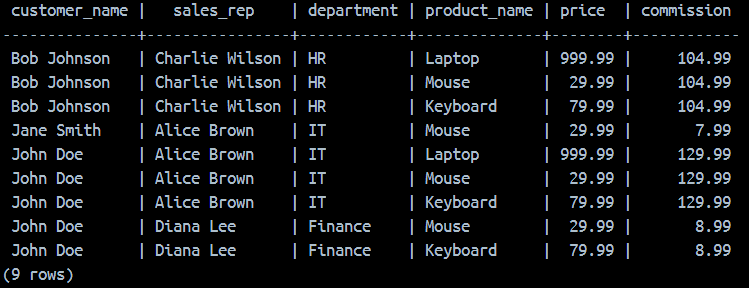 customer_name |   sales_rep    | department | product_name | price  | commission
---------------+----------------+------------+--------------+--------+------------
 Bob Johnson   | Charlie Wilson | HR         | Laptop       | 999.99 |     104.99
 Bob Johnson   | Charlie Wilson | HR         | Mouse        |  29.99 |     104.99
 Bob Johnson   | Charlie Wilson | HR         | Keyboard     |  79.99 |     104.99
 Jane Smith    | Alice Brown    | IT         | Mouse        |  29.99 |       7.99
 John Doe      | Alice Brown    | IT         | Laptop       | 999.99 |     129.99
 John Doe      | Alice Brown    | IT         | Mouse        |  29.99 |     129.99
 John Doe      | Alice Brown    | IT         | Keyboard     |  79.99 |     129.99
 John Doe      | Diana Lee      | Finance    | Mouse        |  29.99 |       8.99
 John Doe      | Diana Lee      | Finance    | Keyboard     |  79.99 |       8.99
(9 rows)